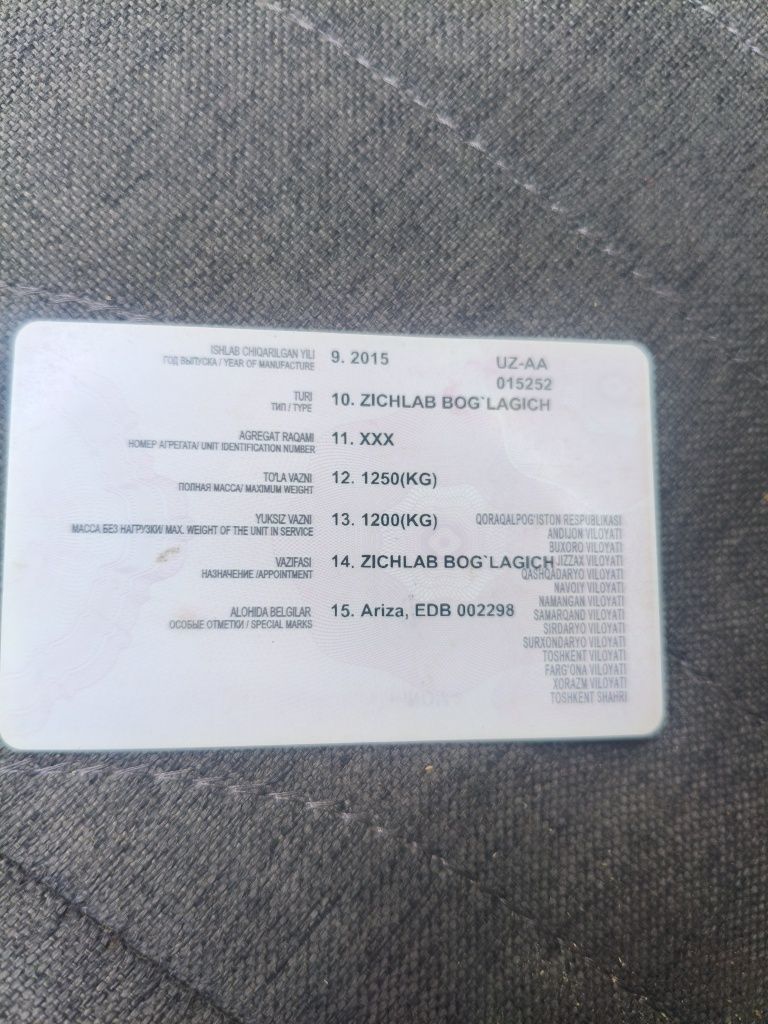 ISHLAB CHIQARILGAN YILI
ГОД ВЫПУСКА / YEAR OF MANUFACTURE
9. 2015
UZ-AA
015252
TURI
ТИП / TYPE
10. ZICHLAB BOG`LAGICH
AGREGAT RAQAMI
НОМЕР АГРЕГАТА/ UNIT IDENTIFICATION NUMBER
11. XXX
TO'LA VAZNI
ПОЛНАЯ МАССА/ MAXIMUM WEIGHT
12. 1250(KG)
YUKSIZ VAZNI
МАССА БЕЗ НАГРУЗКИ/ MAX. WEIGHT OF THE UNIT IN SERVICE
13. 1200(KG)
VAZIFASI
НАЗНАЧЕНИЕ /APPOINTMENT
14. ZICHLAB BOG`LAGICH
ALOHIDA BELGILAR
ОСОБЫЕ ОТМЕТКИ / SPECIAL MARKS
15. Ariza, EDB 002298
QORAQALPOG'ISTON RESPUBLIKASI
ANDIJON VILOYATI
BUXORO VILOYATI
JIZZAX VILOYATI
QASHQADARYO VILOYATI
NAVOIY VILOYATI
NAMANGAN VILOYATI
SAMARQAND VILOYATI
SIRDARYO VILOYATI
SURXONDARYO VILOYATI
TOSHKENT VILOYATI
FARG'ONA VILOYATI
XORAZM VILOYATI
TOSHKENT SHAHRI